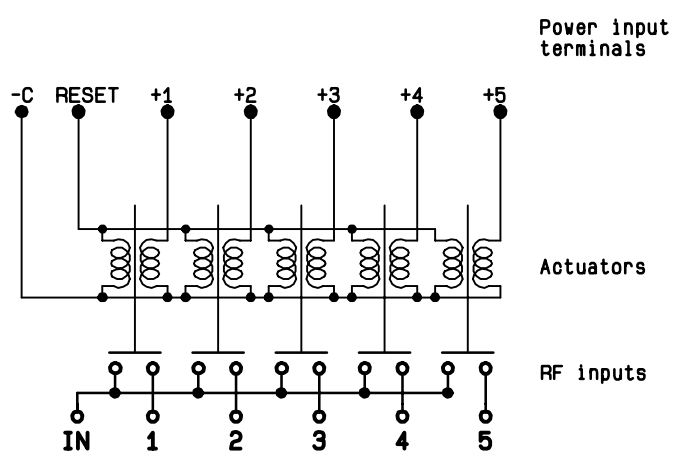 Power input
terminals
-C RESET +1 +2 +3 +4 +5
Actuators
RF inputs
IN 1 2 3 4 5